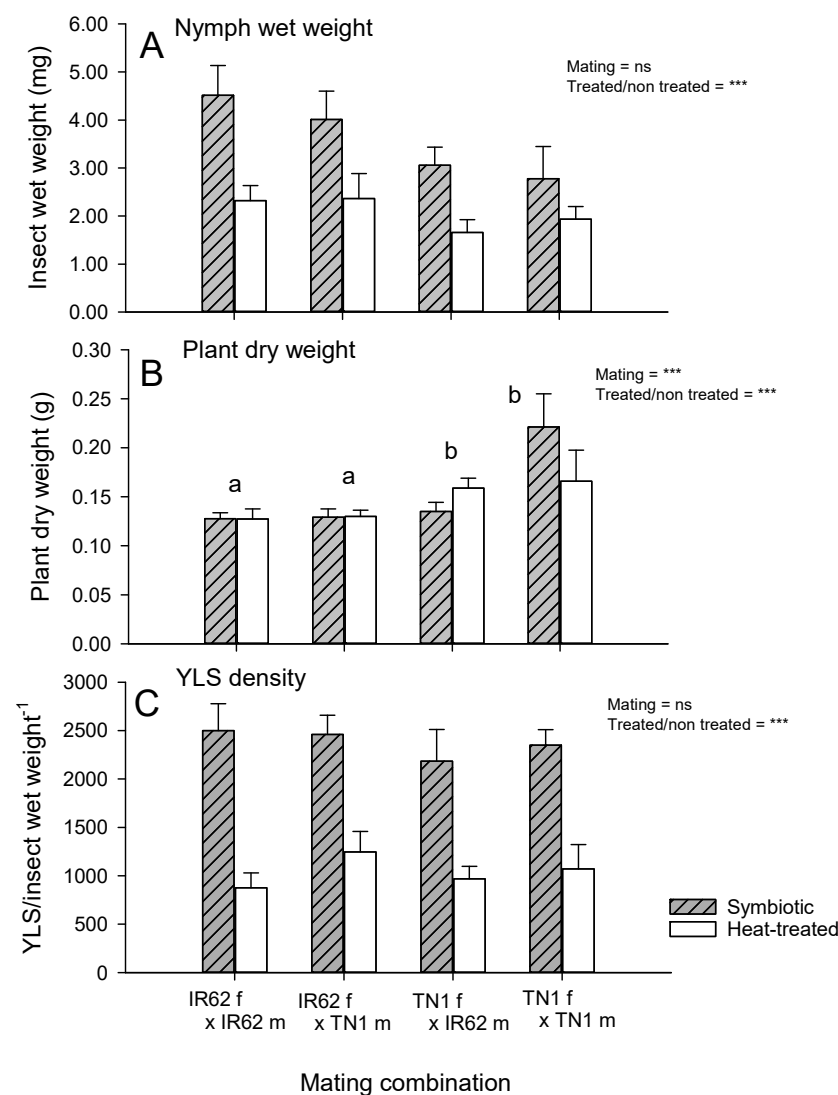 A Nymph wet weight
Mating = ns
Treated/non treated = ***
Insect wet weight (mg)
6.00
5.00
4.00
3.00
2.00
1.00
0.00
B Plant dry weight
Mating = ***
Treated/non treated = ***
Plant dry weight (g)
0.30
0.25
0.20
0.15
0.10
0.05
0.00
a
a
b
b
C YLS density
Mating = ns
Treated/non treated = ***
YLS/insect wet weight⁻¹
3000
2500
2000
1500
1000
500
0
Symbiotic
Heat-treated
IR62 f
x IR62 m
IR62 f
x TN1 m
TN1 f
x IR62 m
TN1 f
x TN1 m
Mating combination